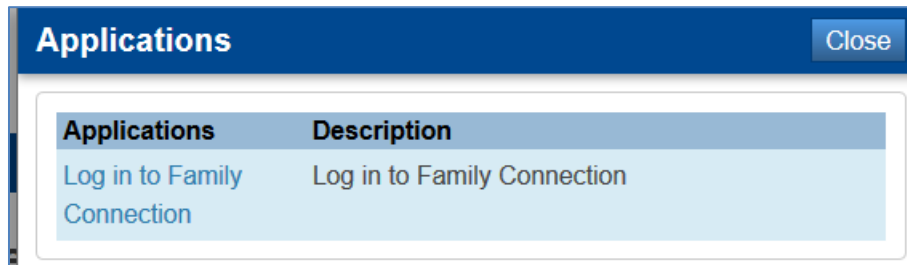 Applications Close
Applications Description
Log in to Family Log in to Family Connection
Connection